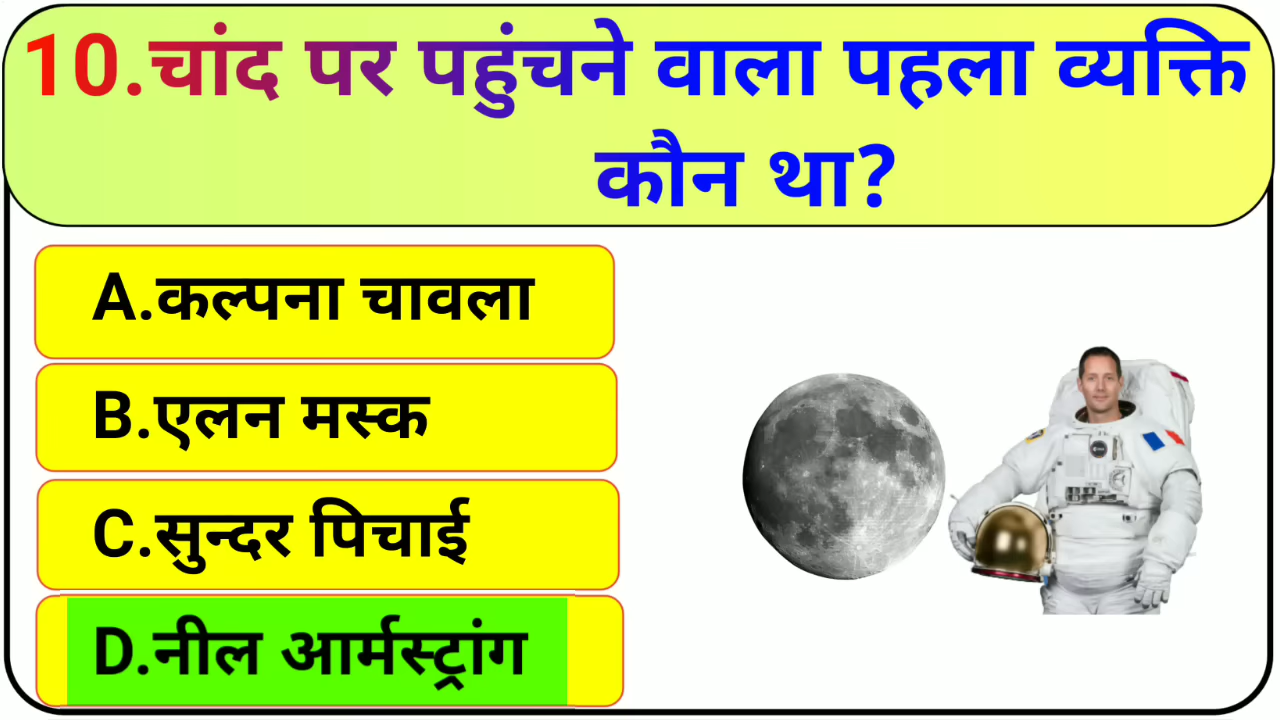 10.चांद पर पहुंचने वाला पहला व्यक्ति
कौन था?
A.कल्पना चावला
B.एलन मस्क
C.सुन्दर पिचाई
D.नील आर्मस्ट्रांग